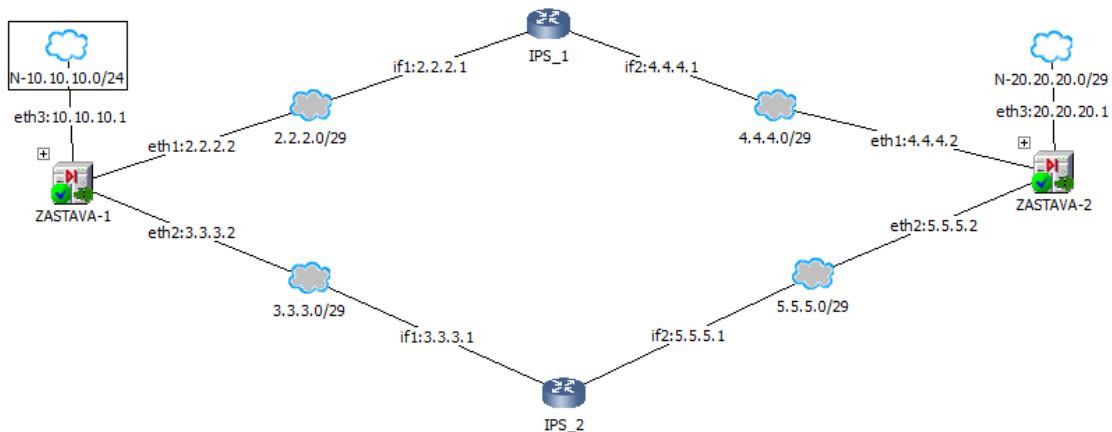 IPS_1
N-10.10.10.0/24
N-20.20.20.0/29
if1:2.2.2.1
if2:4.4.4.1
eth3:10.10.10.1
eth3:20.20.20.1
2.2.2.0/29
4.4.4.0/29
eth1:2.2.2.2
eth1:4.4.4.2
ZASTAVA-1
ZASTAVA-2
eth2:3.3.3.2
eth2:5.5.5.2
3.3.3.0/29
5.5.5.0/29
if1:3.3.3.1
if2:5.5.5.1
IPS_2